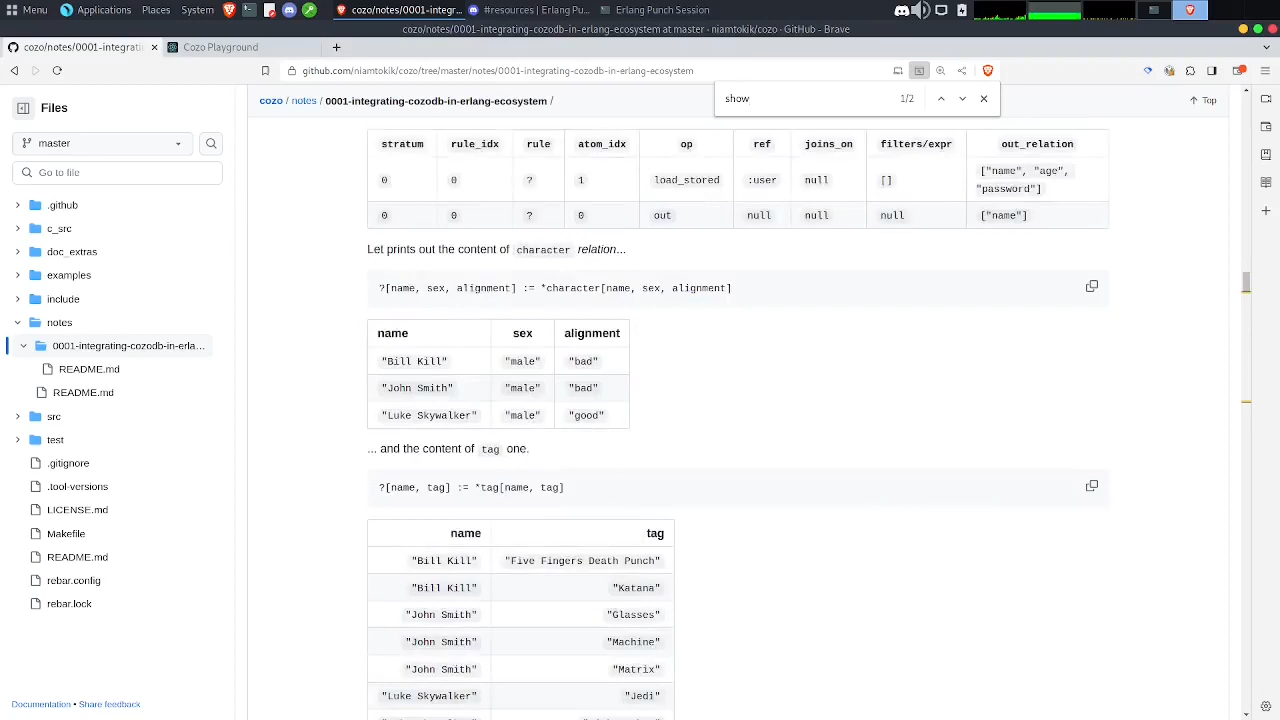 Menu Applications Places System cozo/notes/0001-integr... #resources | Erlang Pu... Erlang Punch Session
cozo/notes/0001-integrating-cozodb-in-erlang-ecosystem at master · niamtokik/cozo · GitHub - Brave
cozo/notes/0001-integrati Cozo Playground
github.com/niamtokik/cozo/tree/master/notes/0001-integrating-cozodb-in-erlang-ecosystem
show 1/2
Files
master
Go to file
.github
c_src
doc_extras
examples
include
notes
0001-integrating-cozodb-in-erla...
README.md
README.md
src
test
.gitignore
.tool-versions
LICENSE.md
Makefile
README.md
rebar.config
rebar.lock
Documentation • Share feedback
cozo / notes / 0001-integrating-cozodb-in-erlang-ecosystem /
Top
stratum rule_idx rule atom_idx op ref joins_on filters/expr out_relation
0 0 ? 1 load_stored :user null [] ["name", "age",
"password"]
0 0 ? 0 out null null null ["name"]
Let prints out the content of character relation...
?[name, sex, alignment] := *character[name, sex, alignment]
name sex alignment
"Bill Kill" "male" "bad"
"John Smith" "male" "bad"
"Luke Skywalker" "male" "good"
... and the content of tag one.
?[name, tag] := *tag[name, tag]
name tag
"Bill Kill" "Five Fingers Death Punch"
"Bill Kill" "Katana"
"John Smith" "Glasses"
"John Smith" "Machine"
"John Smith" "Matrix"
"Luke Skywalker" "Jedi"